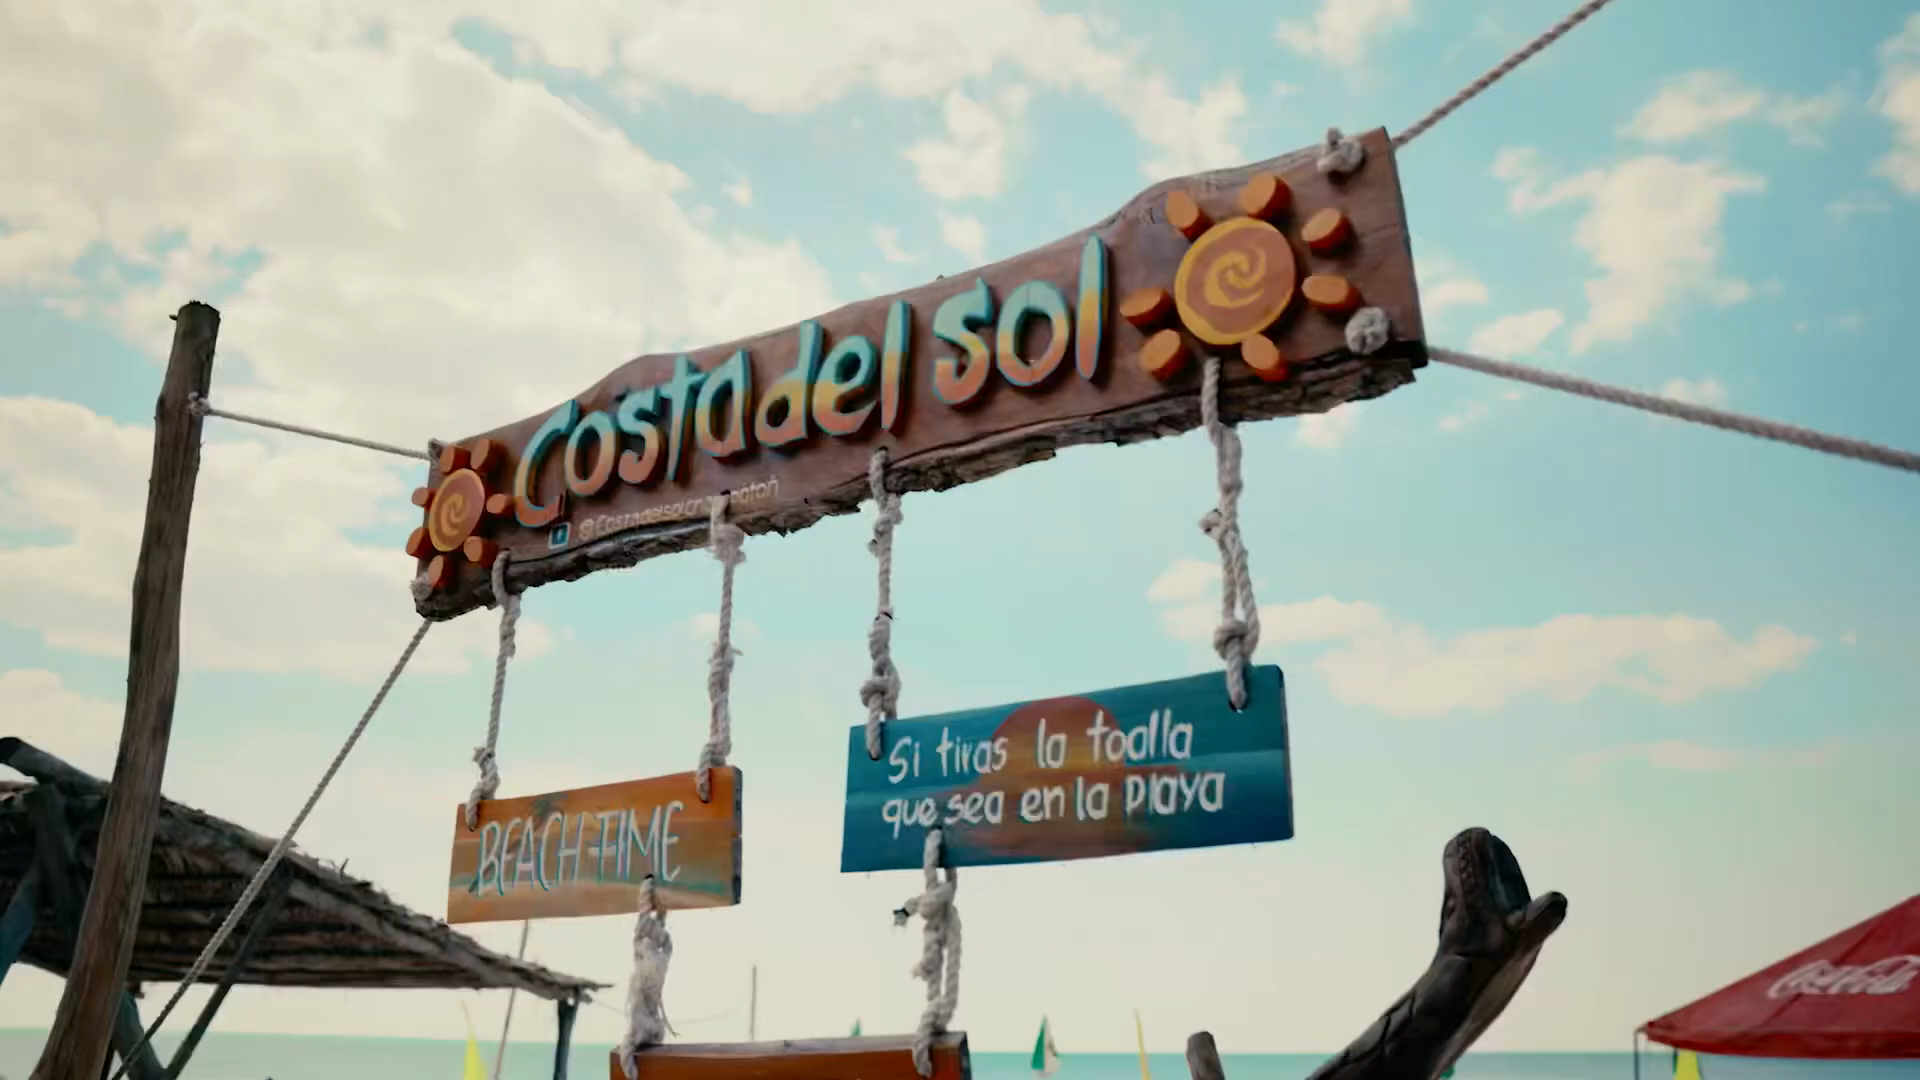 Costa del sol
Si tiras la toalla
que sea en la playa
BEACH TIME
Coca-Cola